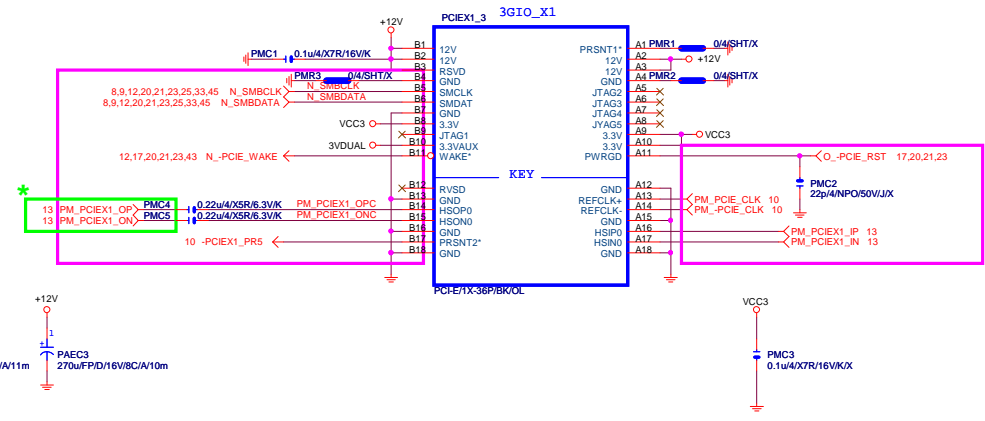 3GIO_X1
PCIEX1_3
+12V
PMC1 0.1u/4/X7R/16V/K
B1 12V
B2 12V
B3 RSVD
PMR3 0/4/SHT/X B4 GND
8,9,12,20,21,23,25,33,45 N_SMBCLK N_SMBCLK B5 SMCLK
8,9,12,20,21,23,25,33,45 N_SMBDATA N_SMBDATA B6 SMDAT
B7 GND
VCC3 B8 3.3V
B9 JTAG1
3VDUAL B10 3.3VAUX
12,17,20,21,23,43 N_-PCIE_WAKE B11 WAKE*
KEY
B12 RVSD
B13 GND
*
13 PM_PCIEX1_OP PMC4 0.22u/4/X5R/6.3V/K PM_PCIEX1_OPC B14 HSOP0
13 PM_PCIEX1_ON PMC5 0.22u/4/X5R/6.3V/K PM_PCIEX1_ONC B15 HSON0
B16 GND
10 -PCIEX1_PR5 B17 PRSNT2*
B18 GND
PRSNT1* A1 PMR1 0/4/SHT/X
12V A2 +12V
12V A3
GND A4 PMR2 0/4/SHT/X
JTAG2 A5
JTAG3 A6
JTAG4 A7
JYAG5 A8
3.3V A9 VCC3
3.3V A10
PWRGD A11 O_-PCIE_RST 17,20,21,23
PMC2
22p/4/NPO/50V/J/X
GND A12
REFCLK+ A13 PM_PCIE_CLK 10
REFCLK- A14 PM_-PCIE_CLK 10
GND A15
HSIP0 A16 PM_PCIEX1_IP 13
HSIN0 A17 PM_PCIEX1_IN 13
GND A18
PCI-E/1X-36P/BK/OL
+12V
1
+
PAEC3
/A/11m 270u/FP/D/16V/8C/A/10m
VCC3
PMC3
0.1u/4/X7R/16V/K/X